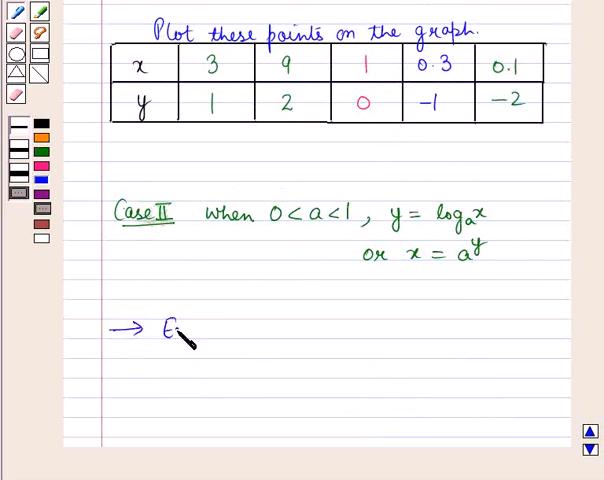 Plot these points on the graph.
x 3 9 1 0.3 0.1
y 1 2 0 -1 -2
Case II when 0 < a < 1, y = logₐx
or x = a^y
→ E